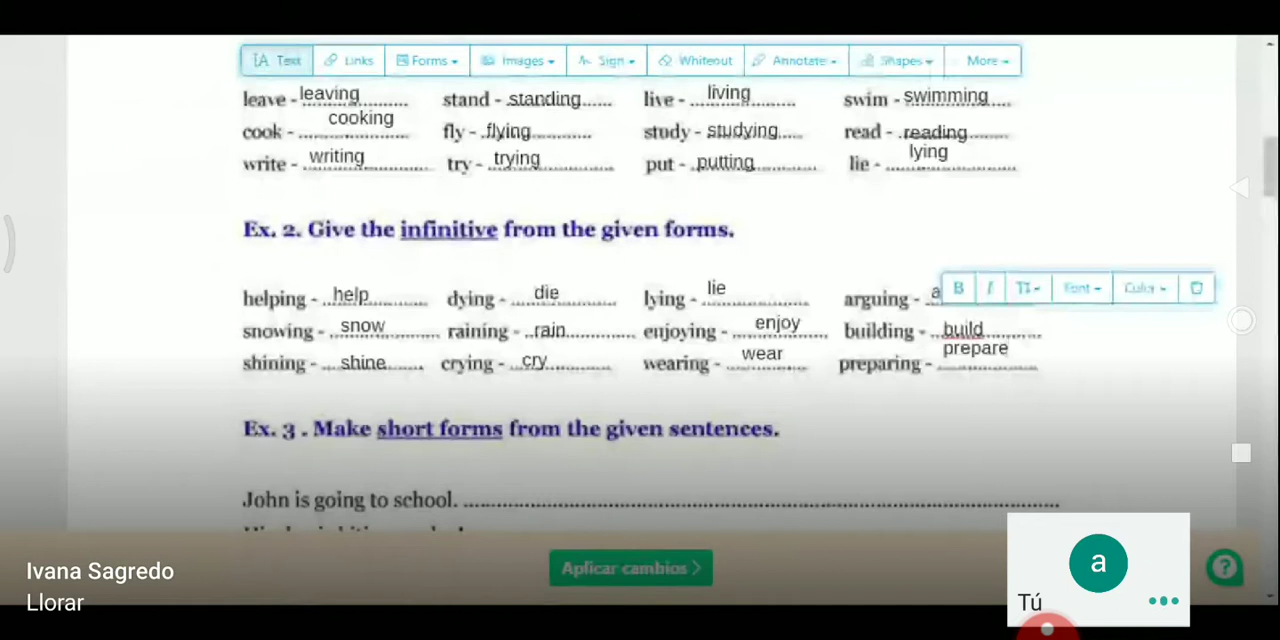 Text Links Forms Images Sign Whiteout Annotate Shapes More
leave - leaving stand - standing live - living swim - swimming
cook - cooking fly - flying study - studying read - reading
write - writing try - trying put - putting lie - lying
Ex. 2. Give the infinitive from the given forms.
helping - help dying - die lying - lie arguing - a
B I TI Font Color
snowing - snow raining - rain enjoying - enjoy building - build
shining - shine crying - cry wearing - wear preparing - prepare
Ex. 3 . Make short forms from the given sentences.
John is going to school.
Ivana Sagredo
Llorar
Aplicar cambios >
a
Tú
?